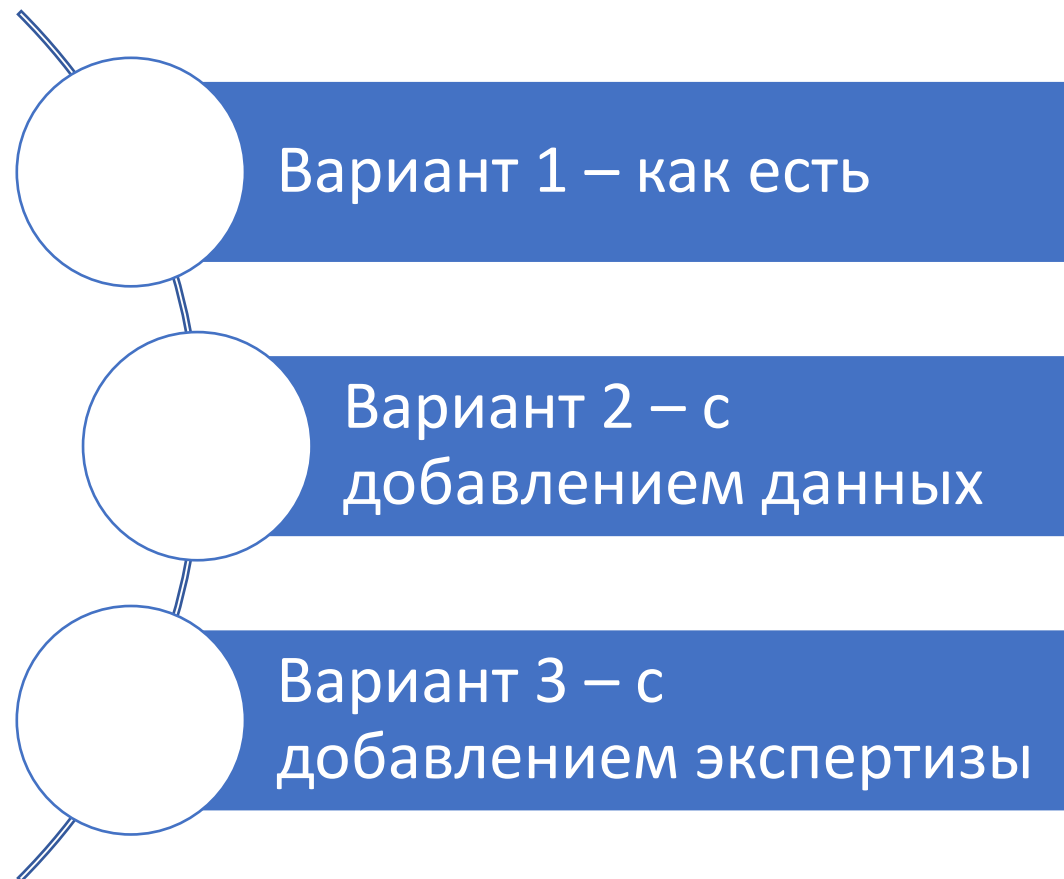 Вариант 1 – как есть
Вариант 2 – с
добавлением данных
Вариант 3 – с
добавлением экспертизы